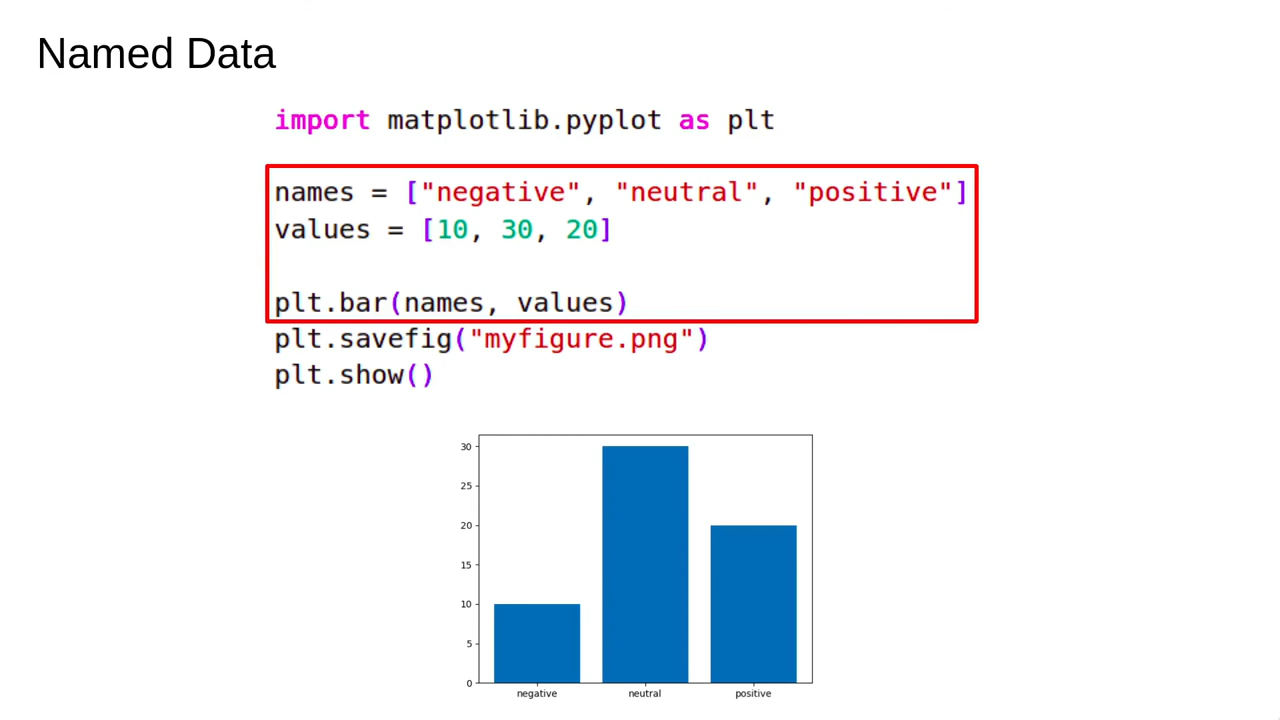 Named Data
import matplotlib.pyplot as plt
names = ["negative", "neutral", "positive"]
values = [10, 30, 20]
plt.bar(names, values)
plt.savefig("myfigure.png")
plt.show()
30
25
20
15
10
5
0
negative neutral positive